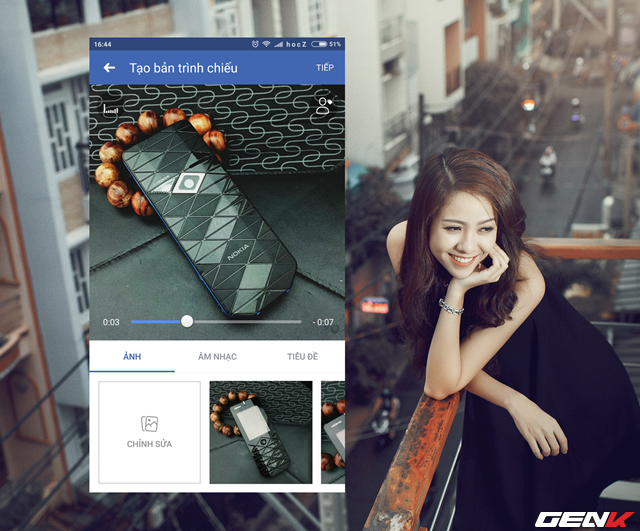 16:44
h o c Z
51%
Tạo bản trình chiếu
TIẾP
NOKIA
0:03
- 0:07
ẢNH
ÂM NHẠC
TIÊU ĐỀ
CHỈNH SỬA
GENK